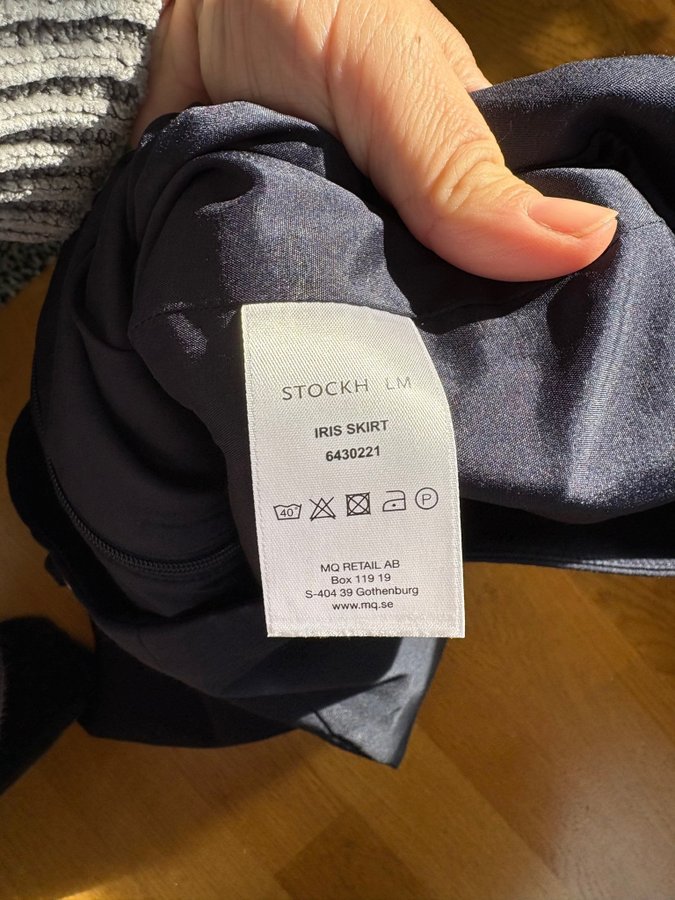 STOCKH LM
IRIS SKIRT
6430221
40°
P
MQ RETAIL AB
Box 119 19
S-404 39 Gothenburg
www.mq.se